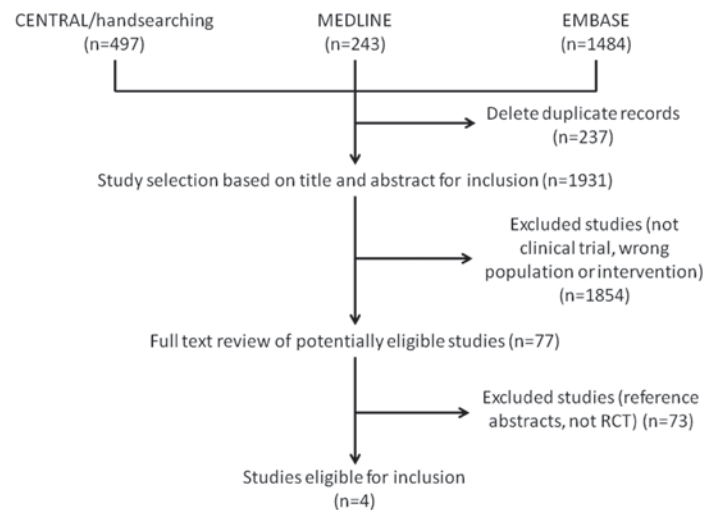 CENTRAL/handsearching
(n=497)
MEDLINE
(n=243)
EMBASE
(n=1484)
Delete duplicate records
(n=237)
Study selection based on title and abstract for inclusion (n=1931)
Excluded studies (not
clinical trial, wrong
population or intervention)
(n=1854)
Full text review of potentially eligible studies (n=77)
Excluded studies (reference
abstracts, not RCT) (n=73)
Studies eligible for inclusion
(n=4)